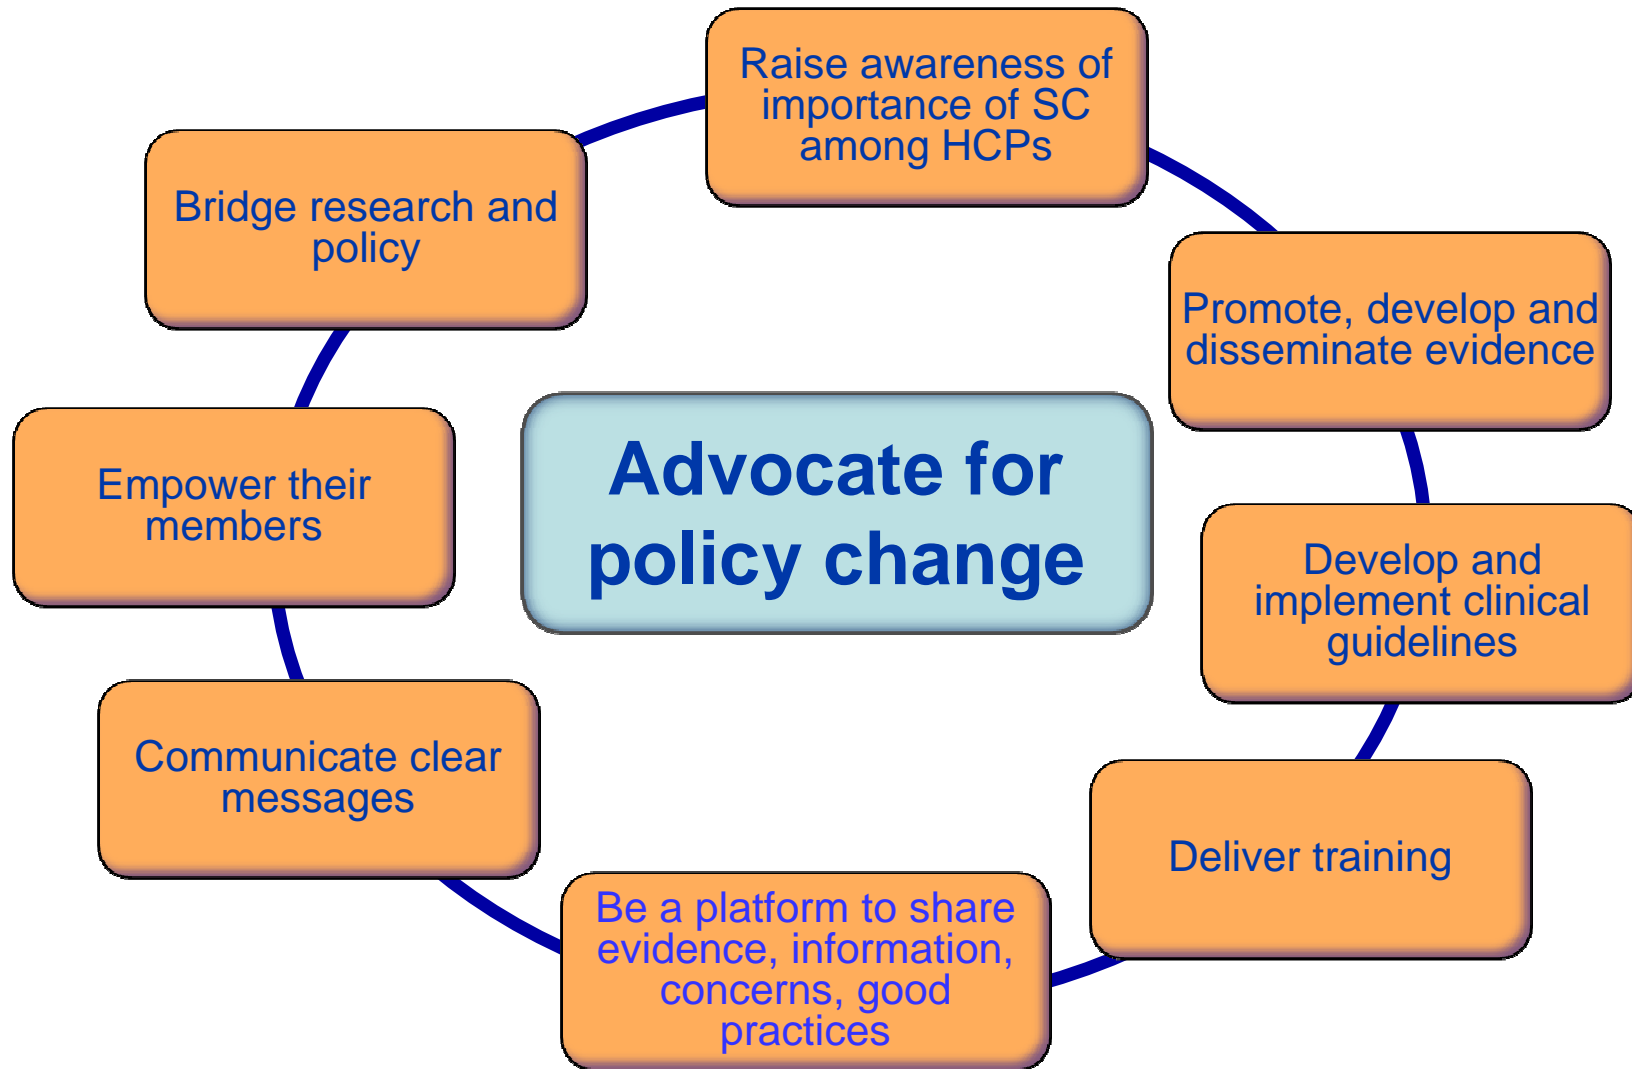 Raise awareness of
importance of SC
among HCPs
Bridge research and
policy
Promote, develop and
disseminate evidence
Advocate for
policy change
Empower their
members
Develop and
implement clinical
guidelines
Communicate clear
messages
Deliver training
Be a platform to share
evidence, information,
concerns, good
practices